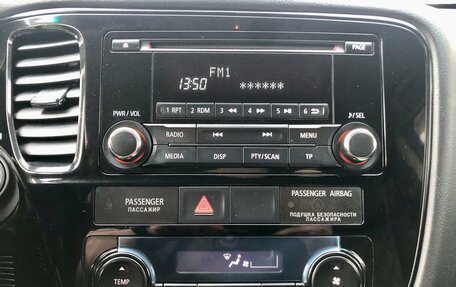 PAGE
FM1
13:50 ******
1 RPT 2 RDM 3 4 5 6
PWR / VOL
SEL
RADIO MENU
MEDIA DISP PTY/SCAN TP
PASSENGER
ПАССАЖИР
PASSENGER AIRBAG
ПОДУШКА БЕЗОПАСНОСТИ
ПАССАЖИРА
TEMP